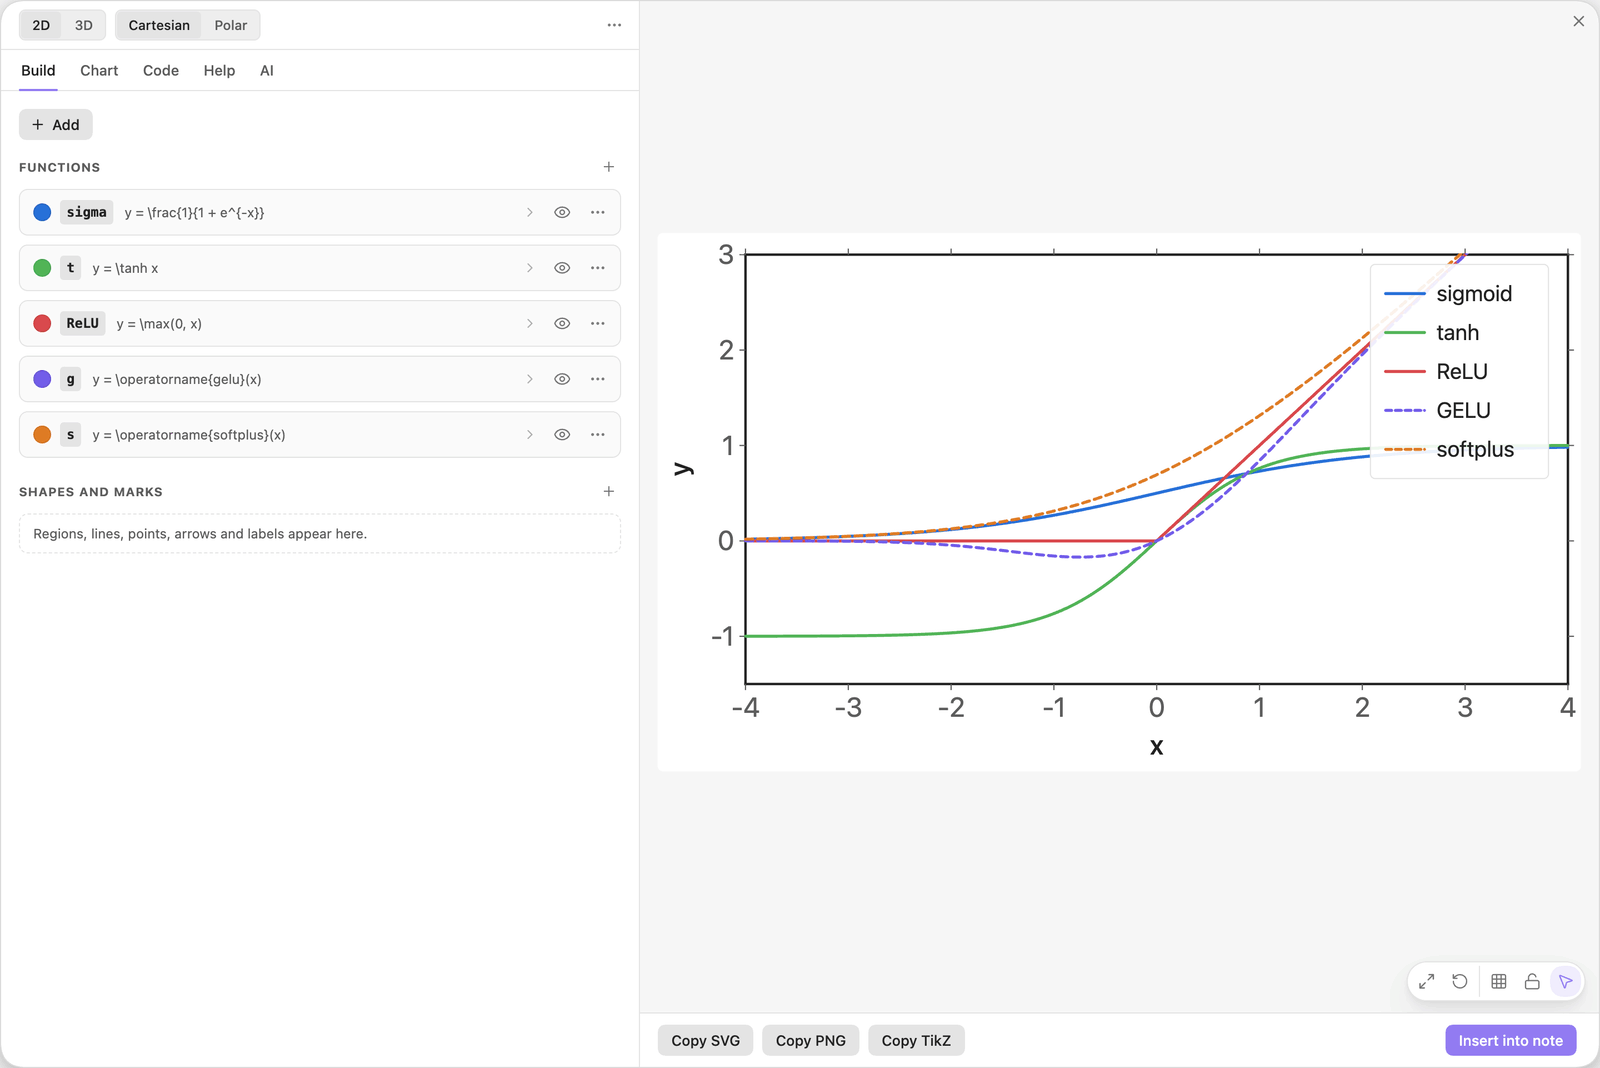 2D 3D Cartesian Polar
Build Chart Code Help AI
+ Add
FUNCTIONS
sigma y = \frac{1}{1 + e^{-x}}
t y = \tanh x
ReLU y = \max(0, x)
g y = \operatorname{gelu}(x)
s y = \operatorname{softplus}(x)
SHAPES AND MARKS
Regions, lines, points, arrows and labels appear here.
3
2
1
0
-1
y
-4 -3 -2 -1 0 1 2 3 4
x
sigmoid
tanh
ReLU
GELU
softplus
Copy SVG Copy PNG Copy TikZ Insert into note